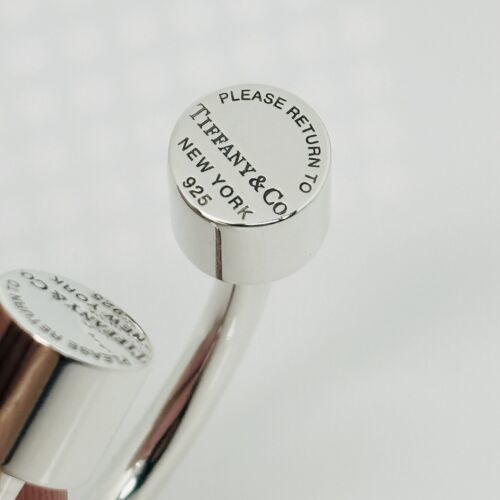 PLEASE RETURN TO
TIFFANY & Co
NEW YORK
925
PLEASE RETURN TO
TIFFANY & CO
NEW YORK
925